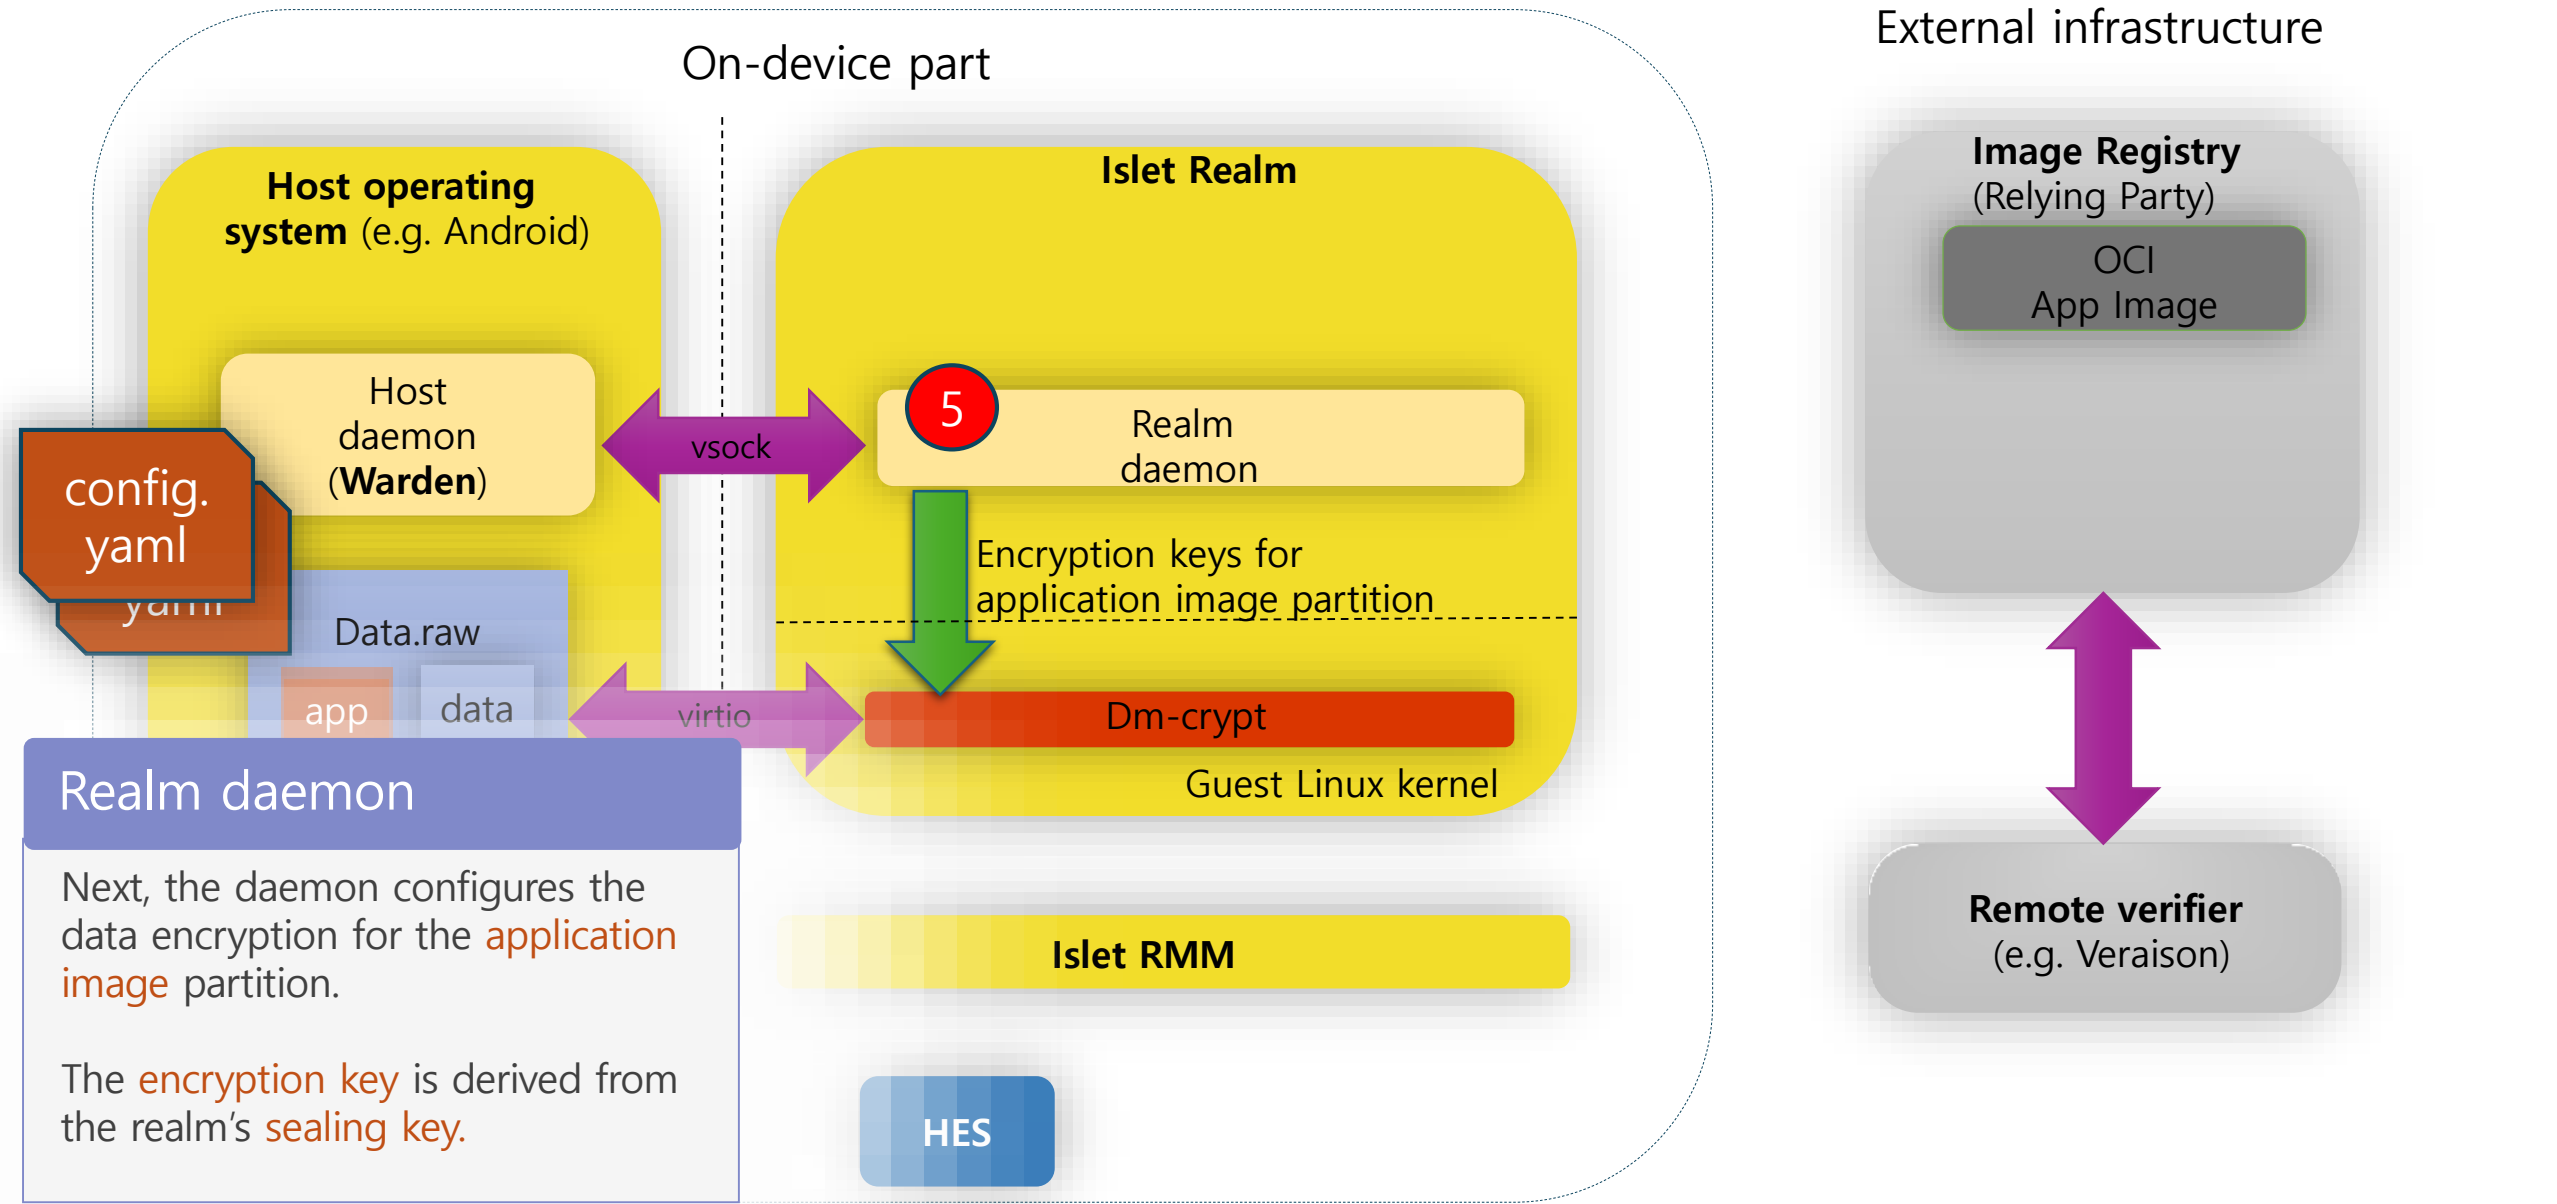 On-device part
External infrastructure
Host operating
system (e.g. Android)
Islet Realm
Image Registry
(Relying Party)
OCI
App Image
Host
daemon
(Warden)
vsock
5
Realm
daemon
config.
yaml
yaml
Encryption keys for
application image partition
Data.raw
app
data
virtio
Dm-crypt
Guest Linux kernel
Realm daemon
Next, the daemon configures the
data encryption for the application
image partition.
The encryption key is derived from
the realm's sealing key.
Islet RMM
HES
Remote verifier
(e.g. Veraison)